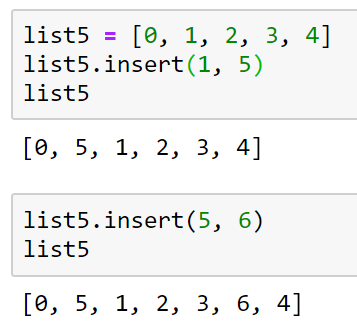 list5 = [0, 1, 2, 3, 4]
list5.insert(1, 5)
list5
[0, 5, 1, 2, 3, 4]
list5.insert(5, 6)
list5
[0, 5, 1, 2, 3, 6, 4]